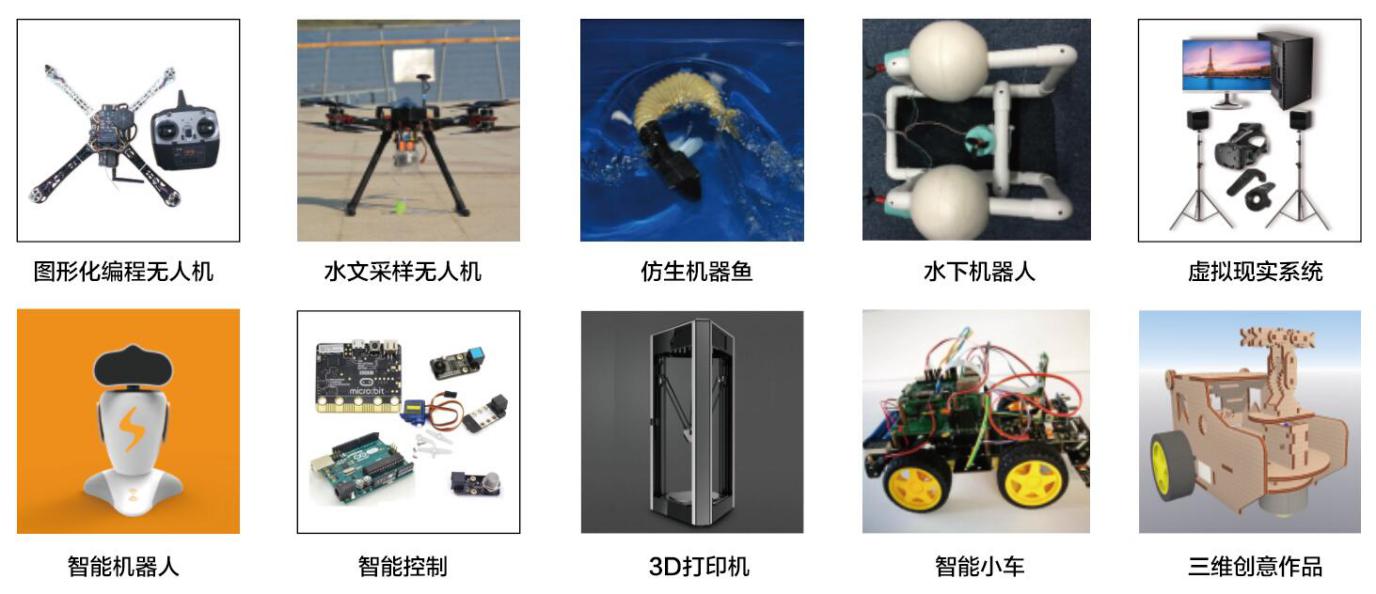 图形化编程无人机
水文采样无人机
仿生机器鱼
水下机器人
虚拟现实系统
micro:bit
智能机器人
智能控制
3D打印机
智能小车
三维创意作品